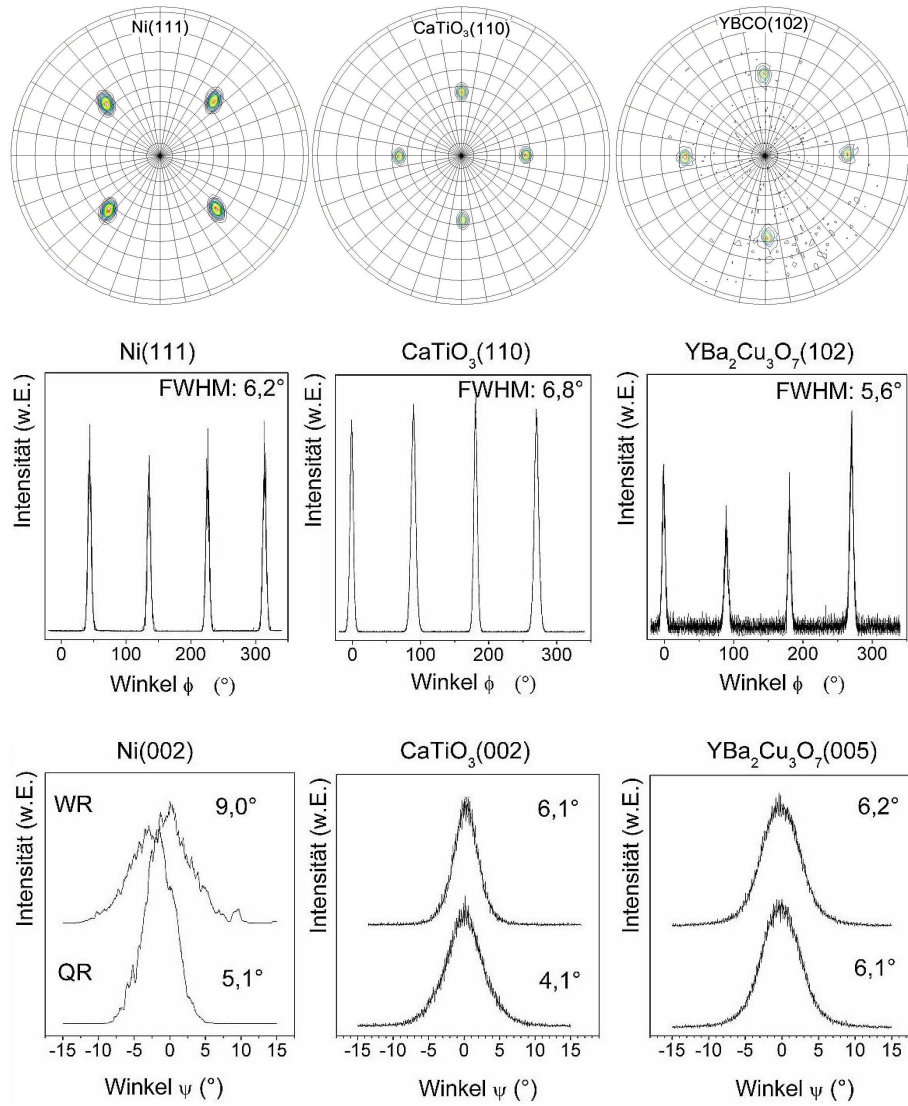 Ni(111)
CaTiO₃(110)
YBCO(102)
Ni(111)
CaTiO₃(110)
YBa₂Cu₃O₇(102)
Intensität (w.E.)
FWHM: 6,2°
Intensität (w.E.)
FWHM: 6,8°
Intensität (w.E.)
FWHM: 5,6°
0 100 200 300
0 100 200 300
0 100 200 300
Winkel ϕ (°)
Winkel ϕ (°)
Winkel ϕ (°)
Ni(002)
CaTiO₃(002)
YBa₂Cu₃O₇(005)
Intensität (w.E.)
WR
9,0°
QR
5,1°
Intensität (w.E.)
6,1°
4,1°
Intensität (w.E.)
6,2°
6,1°
-15 -10 -5 0 5 10 15
-15 -10 -5 0 5 10 15
-15 -10 -5 0 5 10 15
Winkel ψ (°)
Winkel ψ (°)
Winkel ψ (°)